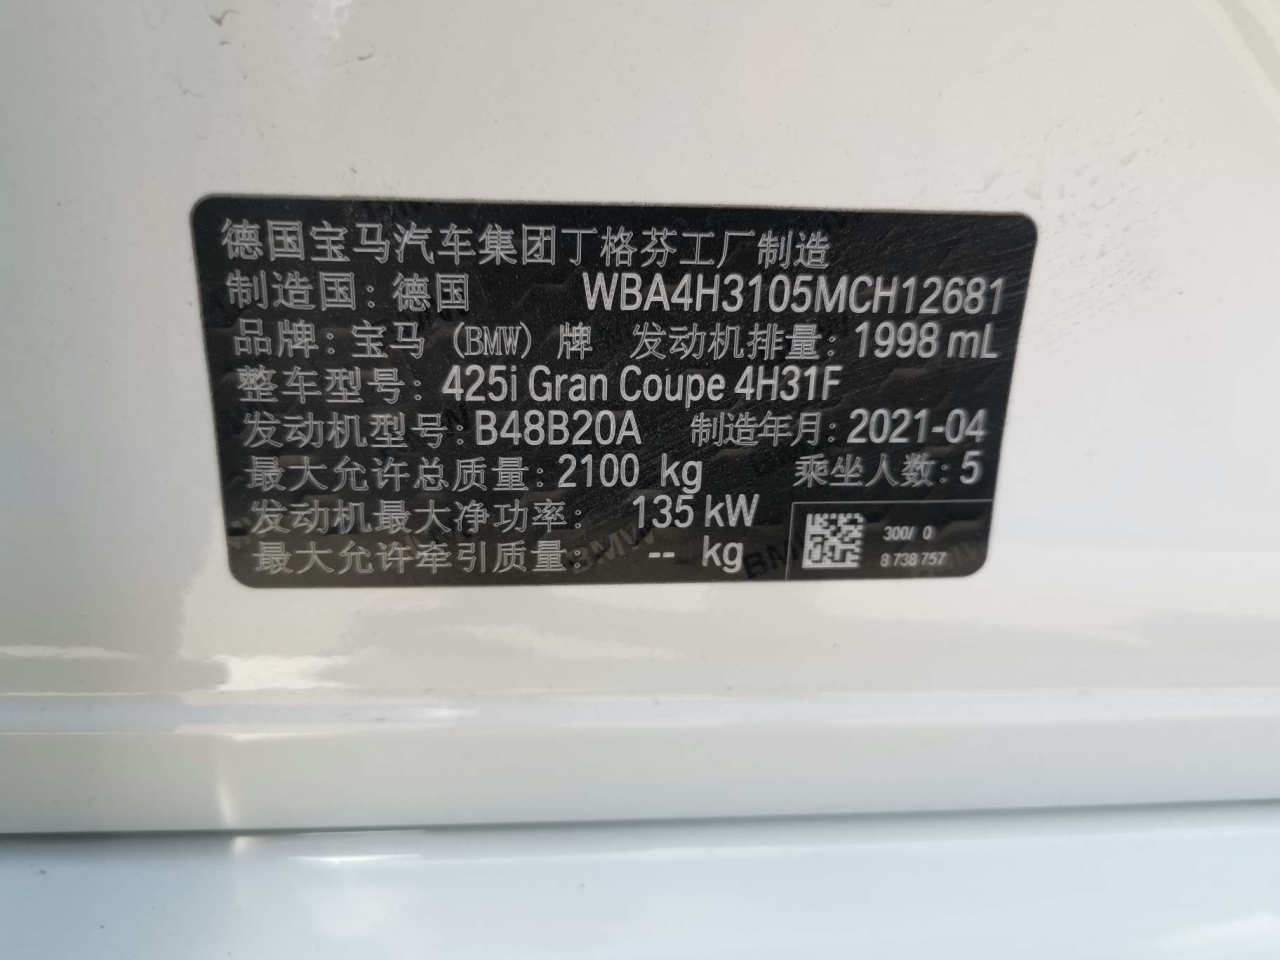 德国宝马汽车集团丁格芬工厂制造
制造国：德国 WBA4H3105MCH12681
品牌：宝马（BMW）牌 发动机排量：1998 mL
整车型号：425i Gran Coupe 4H31F
发动机型号：B48B20A 制造年月：2021-04
最大允许总质量：2100 kg 乘坐人数：5
发动机最大净功率： 135 kW
最大允许牵引质量： -- kg
300/ 0
8 738 757